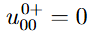 u_{00}^{0+} = 0